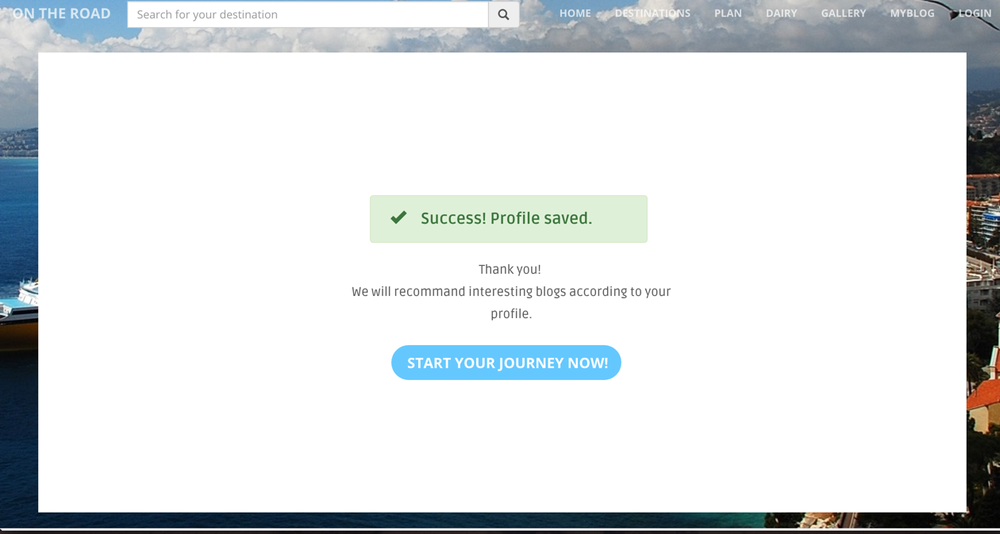 ON THE ROAD Search for your destination HOME DESTINATIONS PLAN DAIRY GALLERY MYBLOG LOGIN
Success! Profile saved.
Thank you!
We will recommand interesting blogs according to your
profile.
START YOUR JOURNEY NOW!